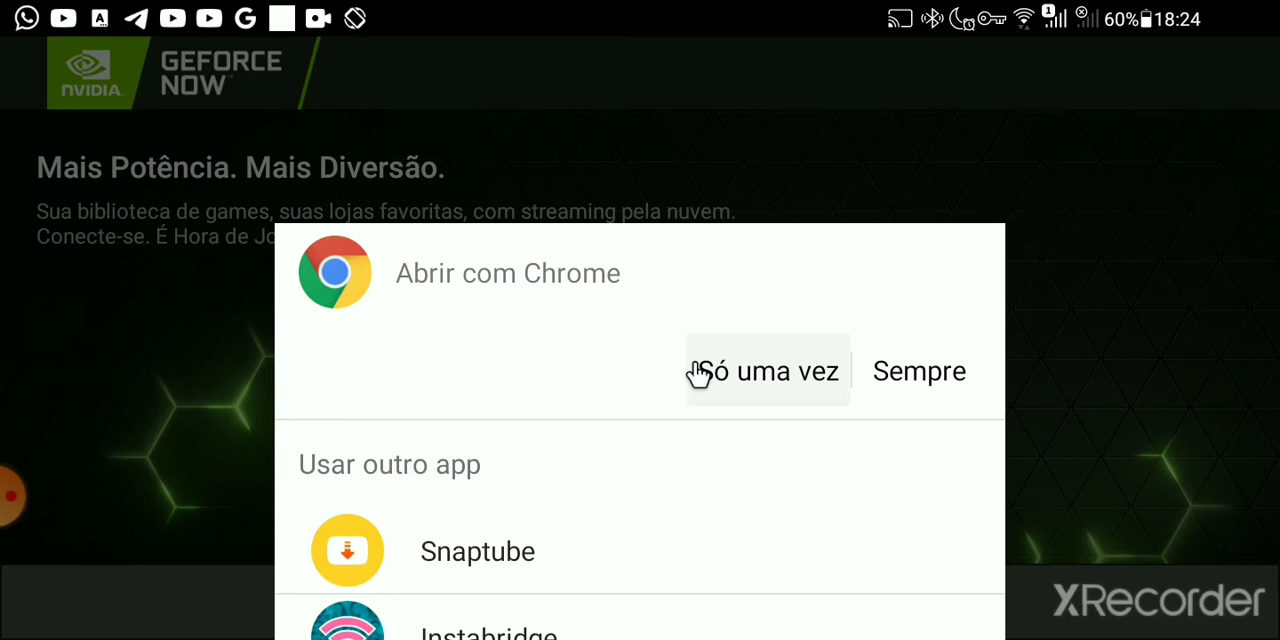 60% 18:24
NVIDIA.
GEFORCE
NOW
Mais Potência. Mais Diversão.
Sua biblioteca de games, suas lojas favoritas, com streaming pela nuvem.
Conecte-se. É Hora de Jo
Abrir com Chrome
Só uma vez
Sempre
Usar outro app
Snaptube
Instabridge
XRecorder